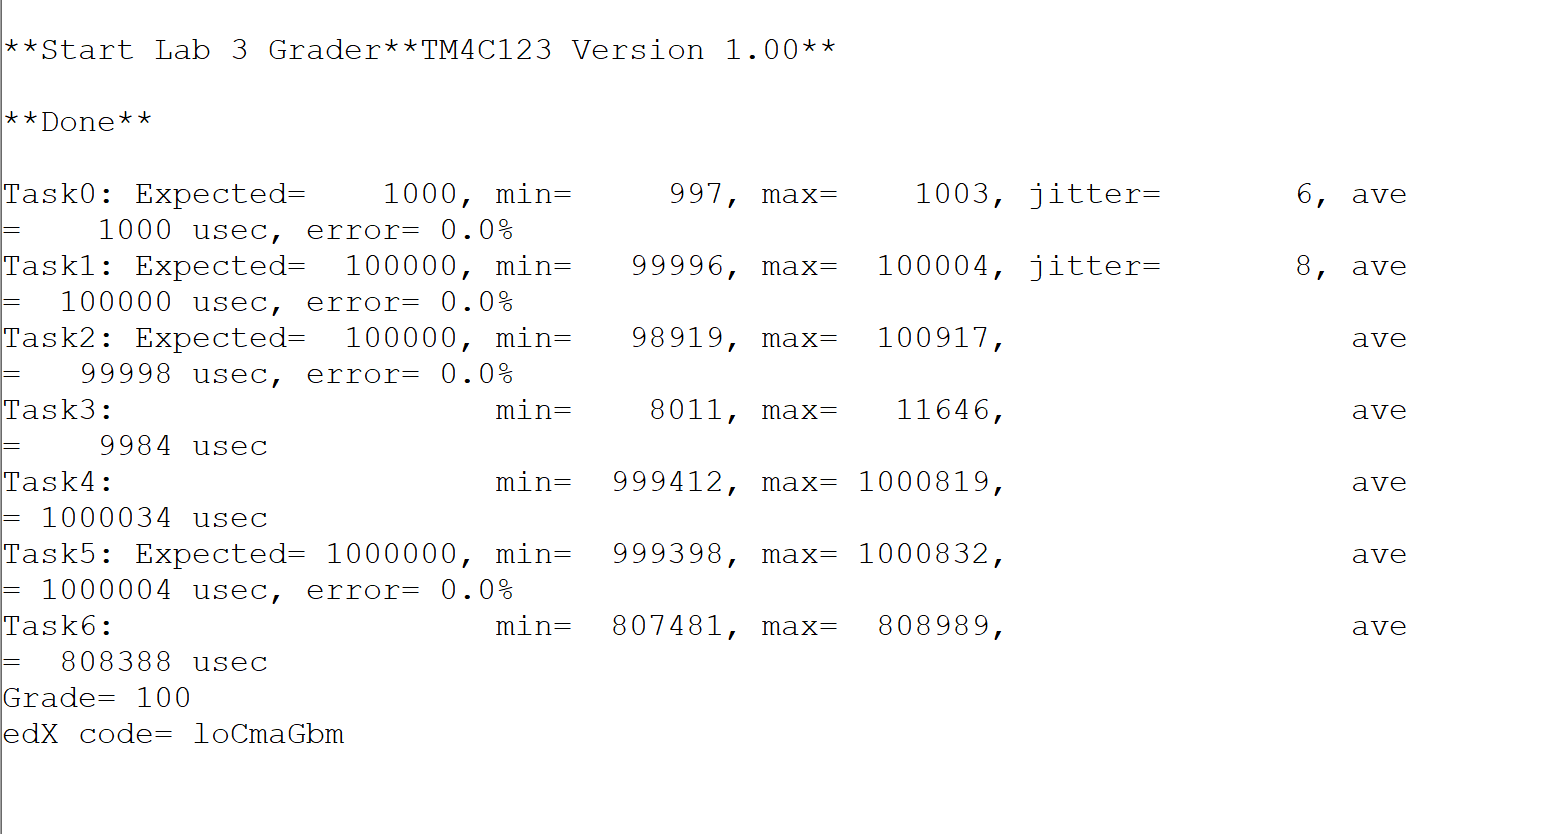 **Start Lab 3 Grader**TM4C123 Version 1.00**
**Done**
Task0: Expected=    1000, min=     997, max=    1003, jitter=       6, ave
=    1000 usec, error= 0.0%
Task1: Expected=  100000, min=   99996, max=  100004, jitter=       8, ave
=  100000 usec, error= 0.0%
Task2: Expected=  100000, min=   98919, max=  100917,                  ave
=   99998 usec, error= 0.0%
Task3:                    min=    8011, max=   11646,                  ave
=    9984 usec
Task4:                    min=  999412, max= 1000819,                  ave
= 1000034 usec
Task5: Expected= 1000000, min=  999398, max= 1000832,                  ave
= 1000004 usec, error= 0.0%
Task6:                    min=  807481, max=  808989,                  ave
=  808388 usec
Grade= 100
edX code= loCmaGbm